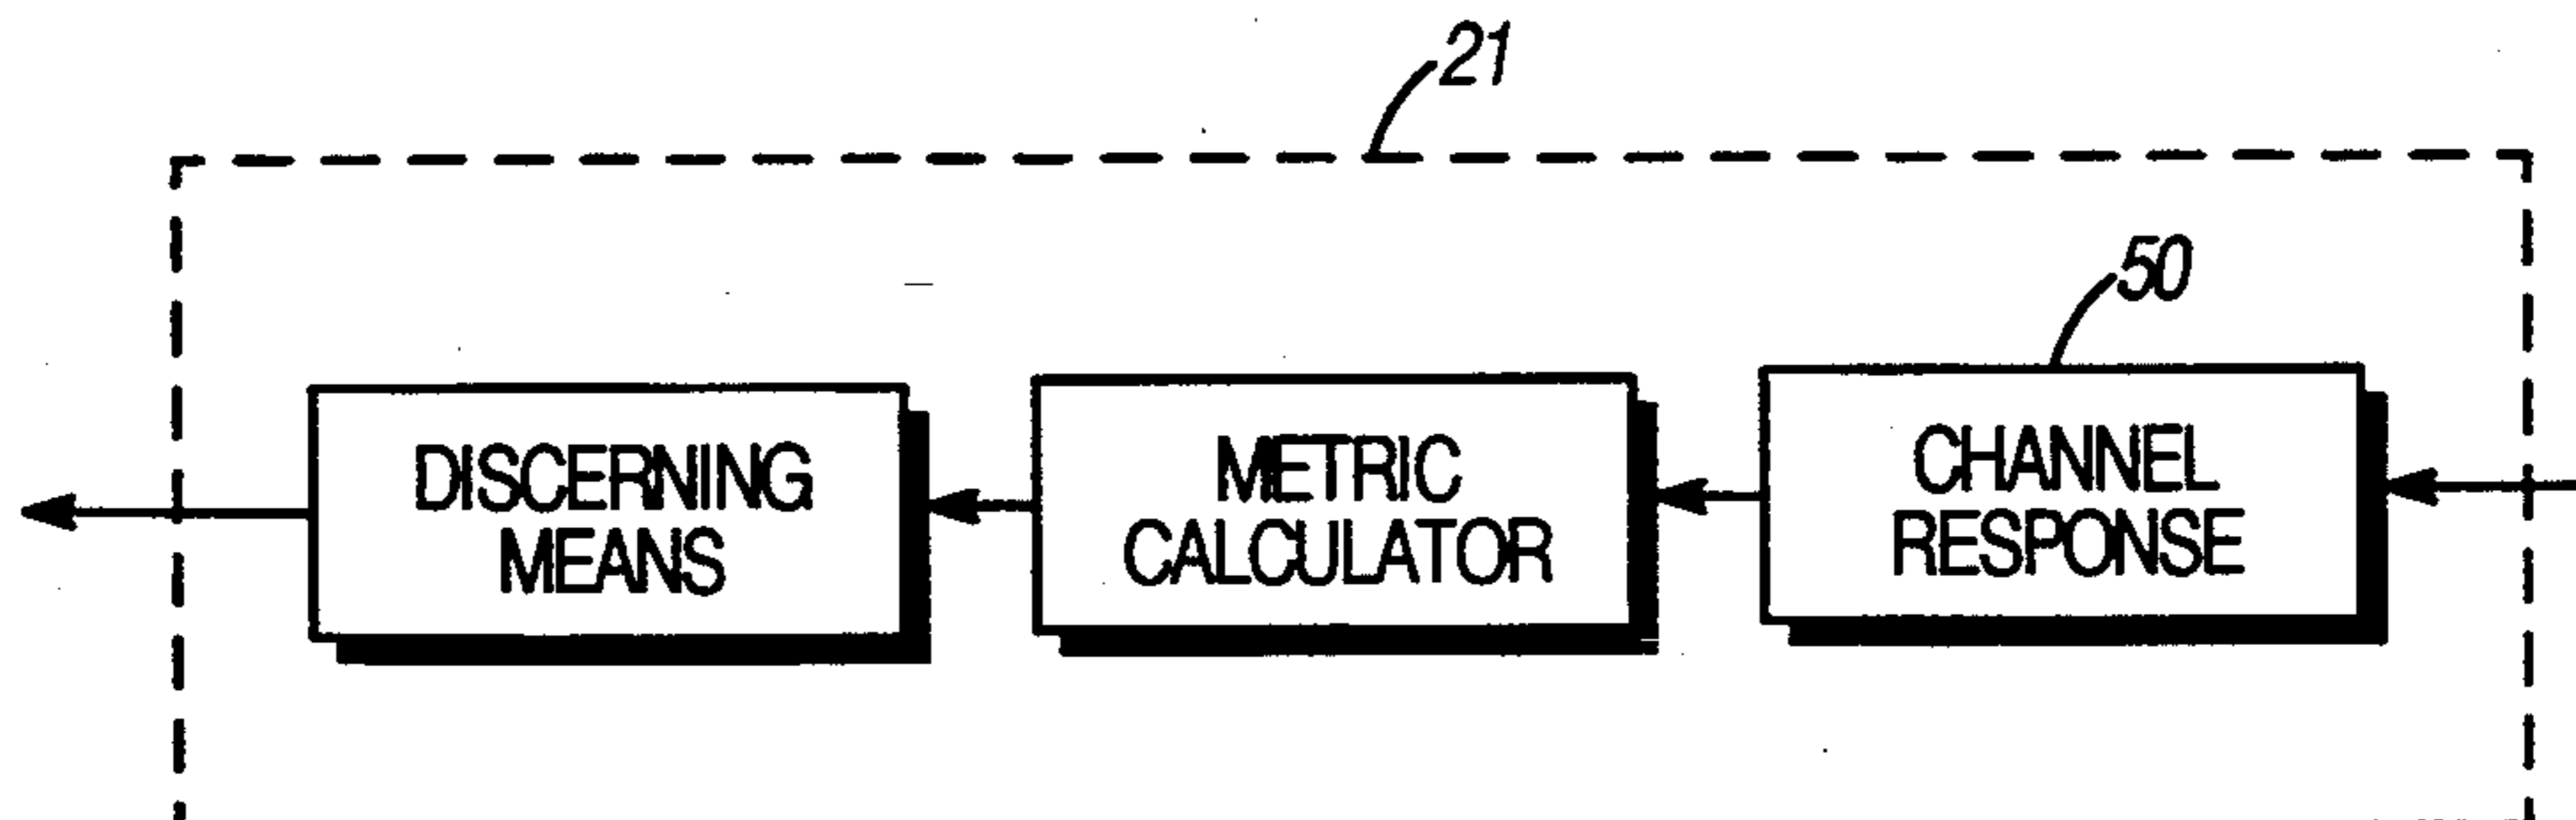 21
50
DISCERNING
MEANS
METRIC
CALCULATOR
CHANNEL
RESPONSE